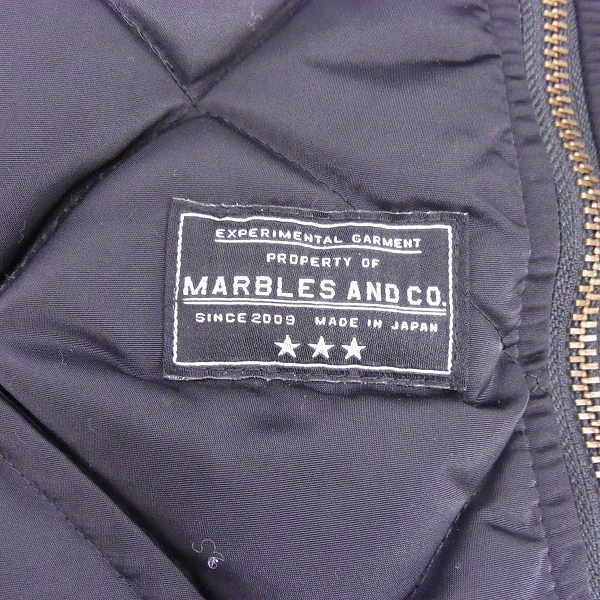 EXPERIMENTAL GARMENT
PROPERTY OF
MARBLES AND CO.
SINCE 2009 MADE IN JAPAN